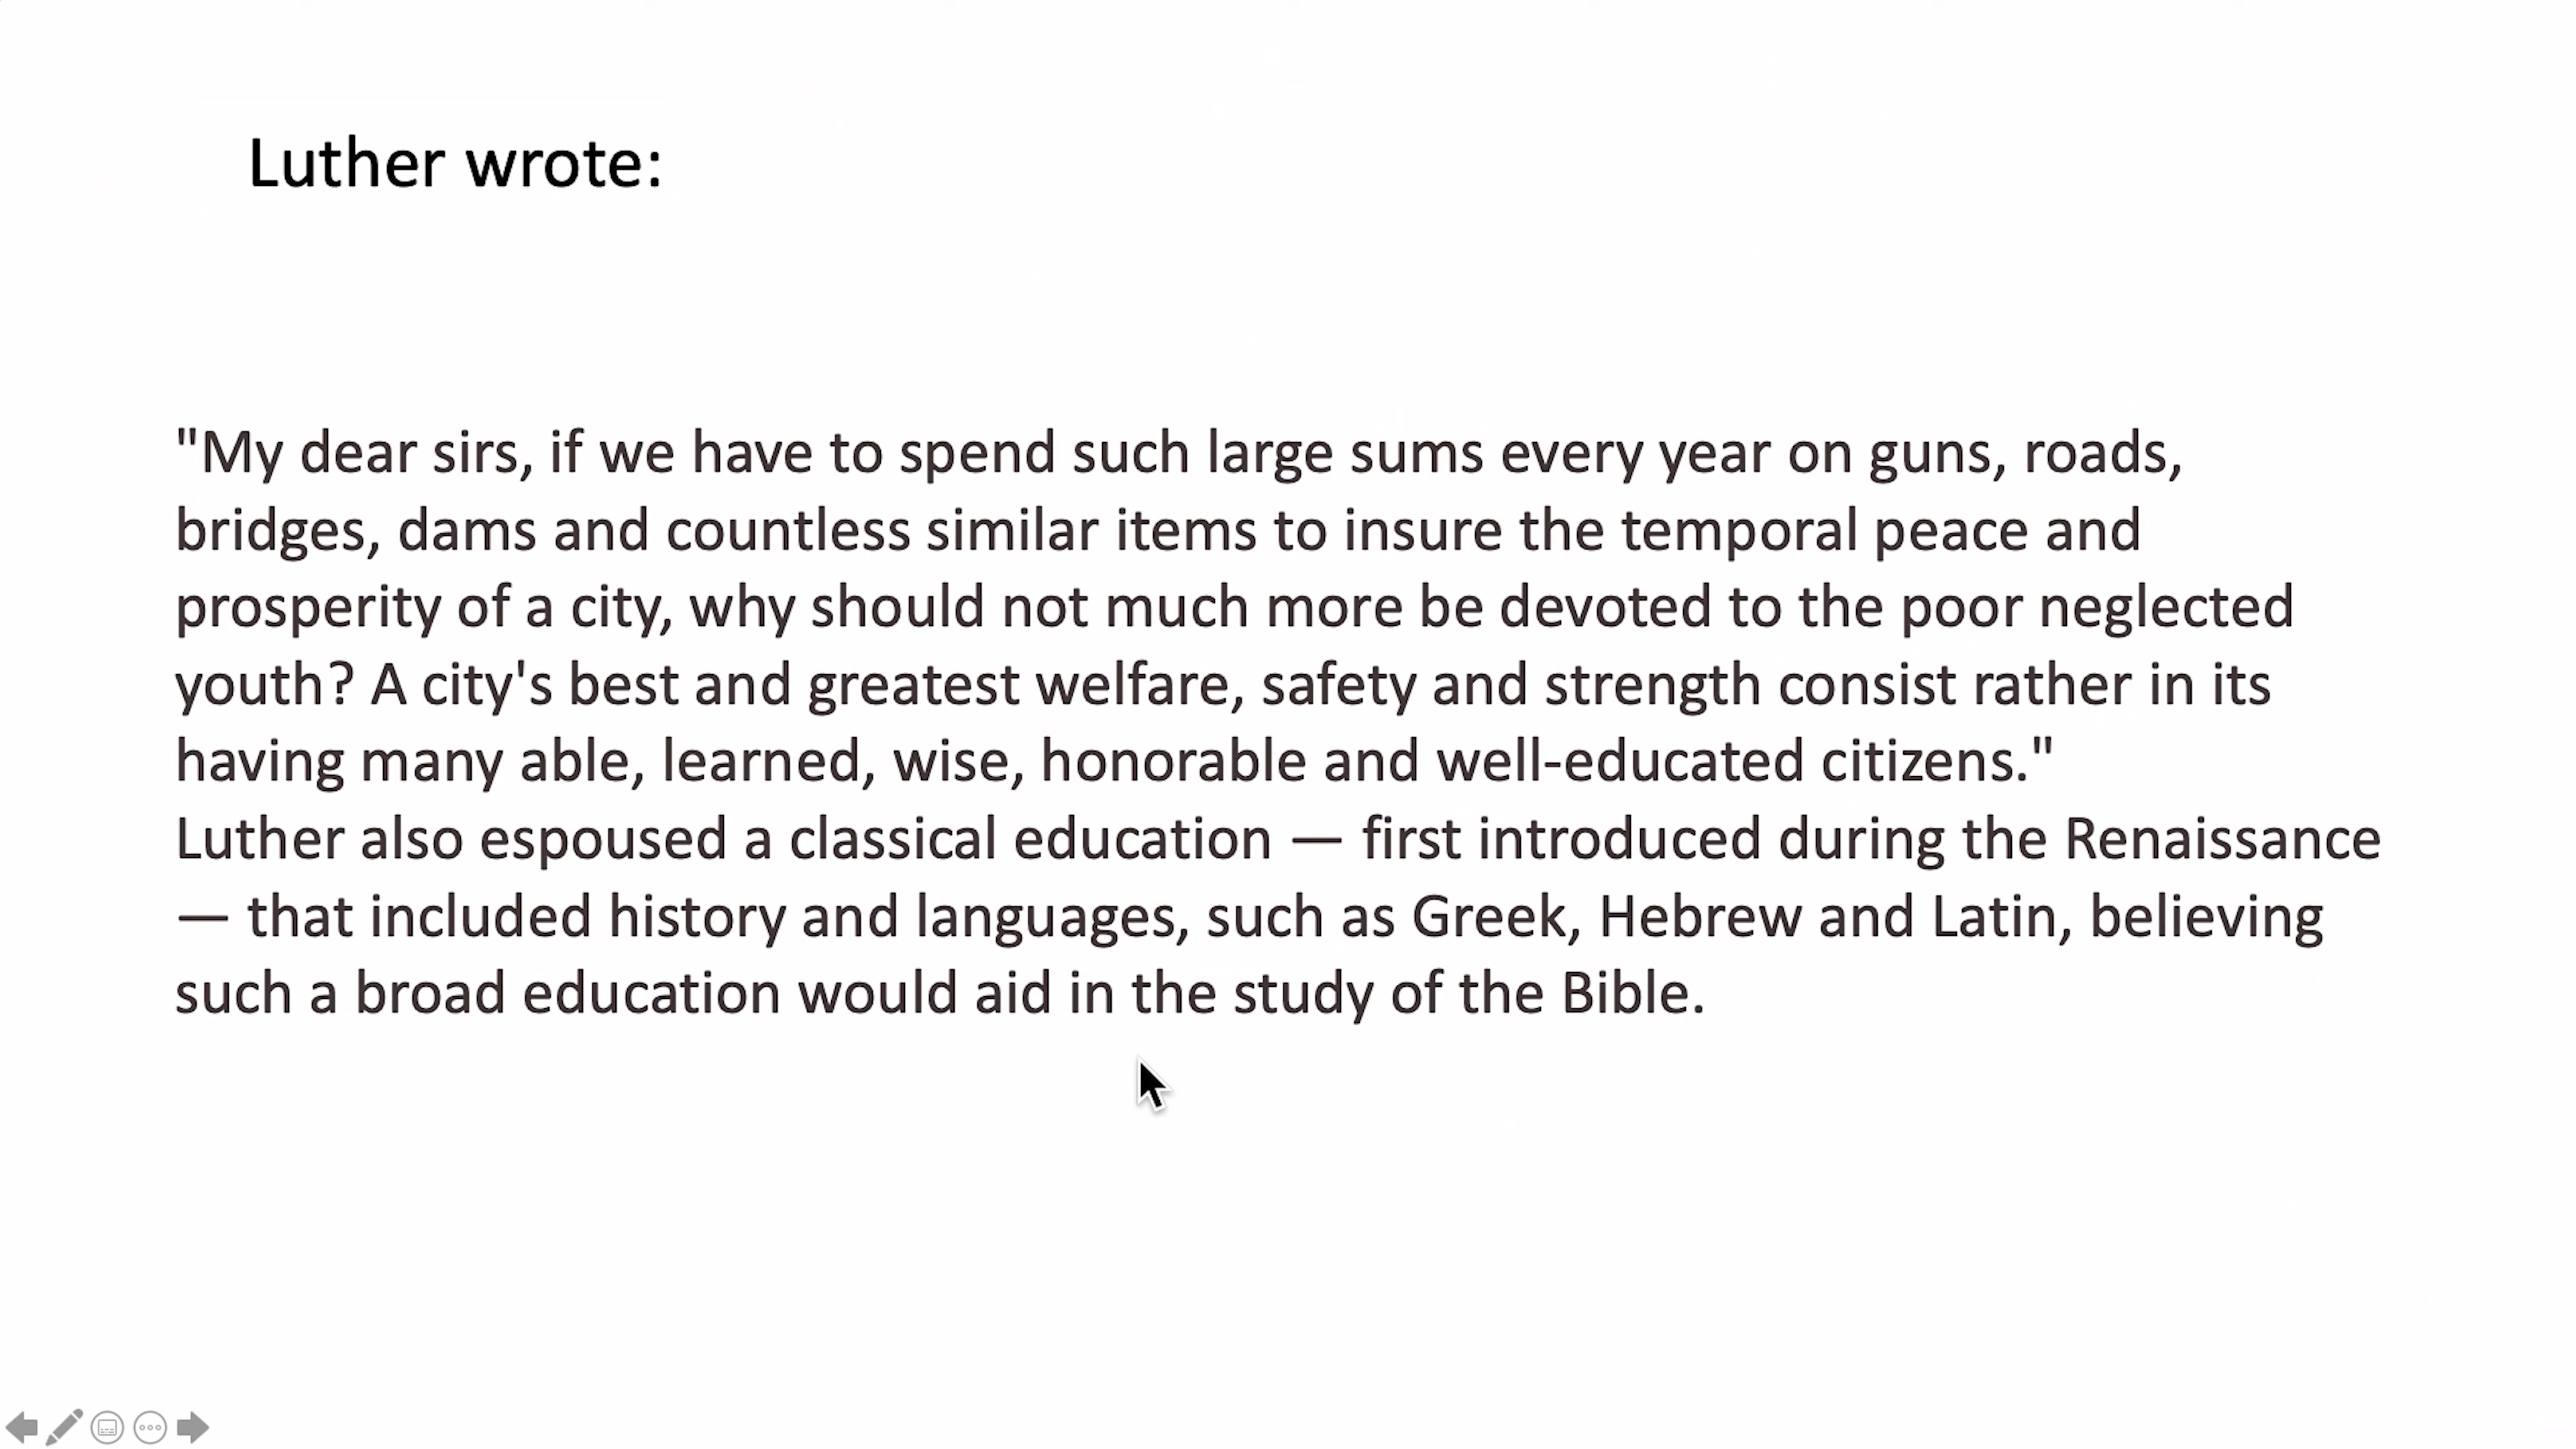 Luther wrote:
"My dear sirs, if we have to spend such large sums every year on guns, roads,
bridges, dams and countless similar items to insure the temporal peace and
prosperity of a city, why should not much more be devoted to the poor neglected
youth? A city's best and greatest welfare, safety and strength consist rather in its
having many able, learned, wise, honorable and well-educated citizens."
Luther also espoused a classical education — first introduced during the Renaissance
— that included history and languages, such as Greek, Hebrew and Latin, believing
such a broad education would aid in the study of the Bible.